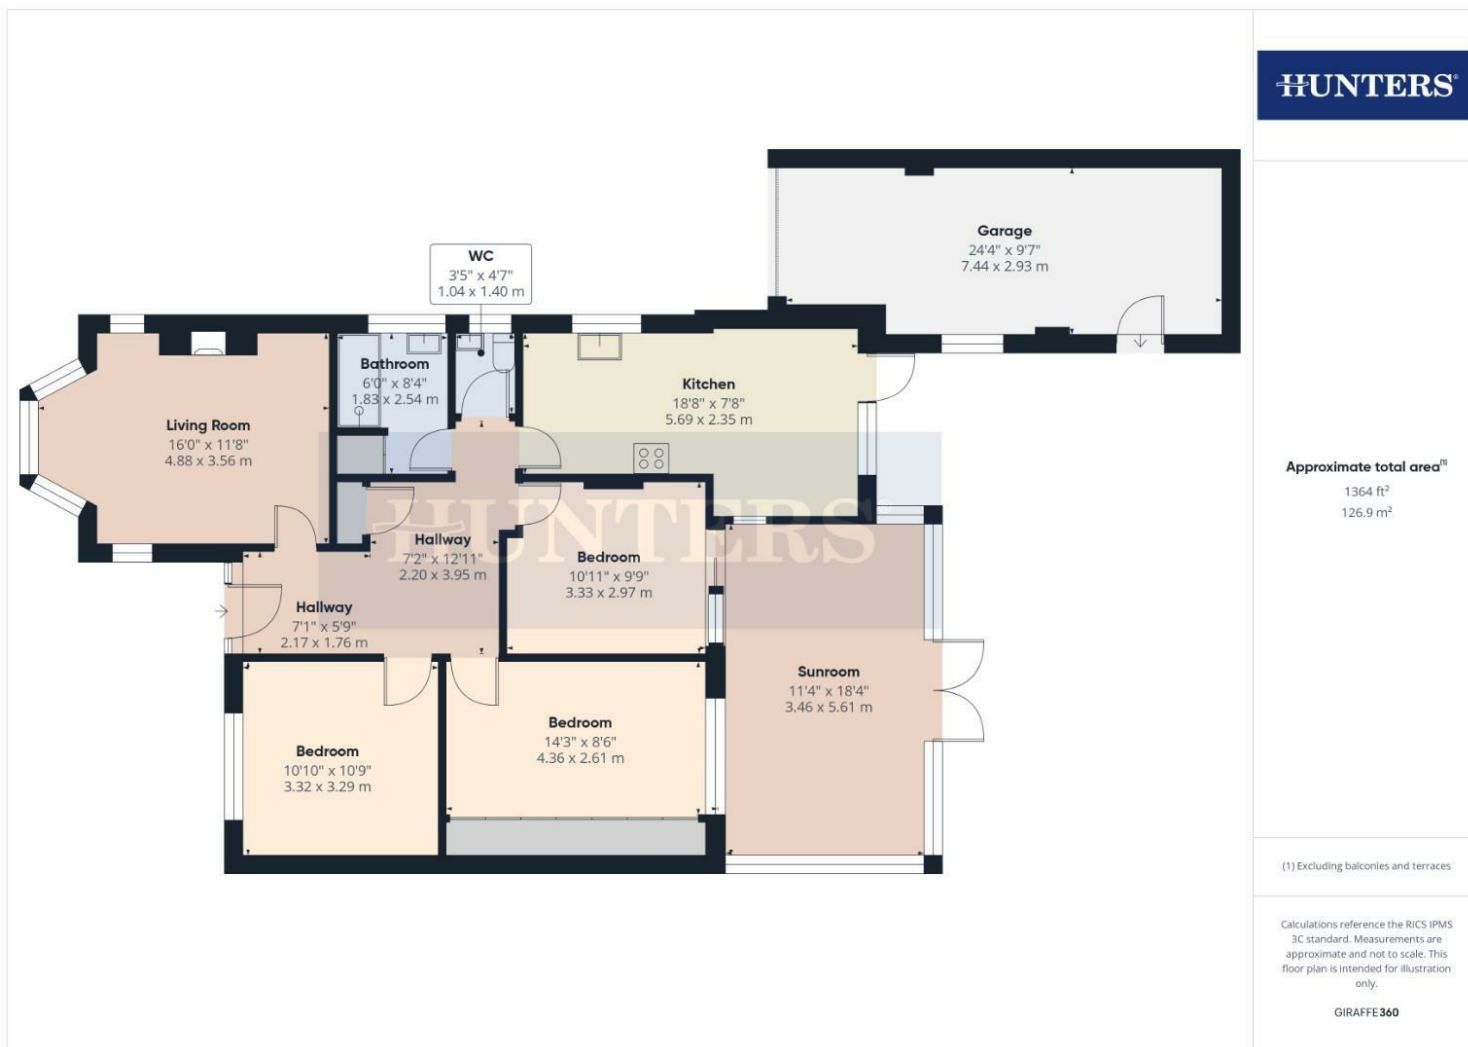 HUNTERS®
WC
3'5" x 4'7"
1.04 x 1.40 m
Garage
24'4" x 9'7"
7.44 x 2.93 m
Bathroom
6'0" x 8'4"
1.83 x 2.54 m
Kitchen
18'8" x 7'8"
5.69 x 2.35 m
Living Room
16'0" x 11'8"
4.88 x 3.56 m
HUNTERS®
Hallway
7'2" x 12'11"
2.20 x 3.95 m
Bedroom
10'11" x 9'9"
3.33 x 2.97 m
Hallway
7'1" x 5'9"
2.17 x 1.76 m
Sunroom
11'4" x 18'4"
3.46 x 5.61 m
Bedroom
14'3" x 8'6"
4.36 x 2.61 m
Bedroom
10'10" x 10'9"
3.32 x 3.29 m
Approximate total area(1)
1364 ft²
126.9 m²
(1) Excluding balconies and terraces
Calculations reference the RICS IPMS
3C standard. Measurements are
approximate and not to scale. This
floor plan is intended for illustration
only.
GIRAFFE360